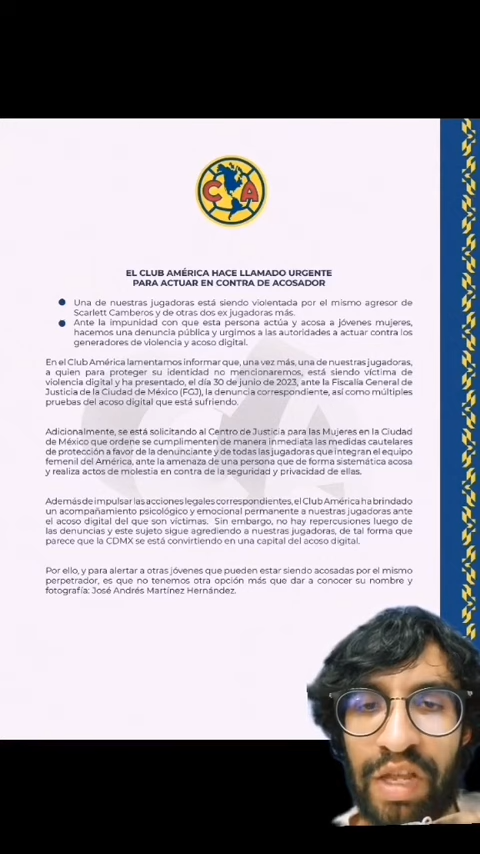 C A
EL CLUB AMÉRICA HACE LLAMADO URGENTE
PARA ACTUAR EN CONTRA DE ACOSADOR
● Una de nuestras jugadoras está siendo violentada por el mismo agresor de
Scarlett Camberos y de otras dos ex jugadoras más.
● Ante la impunidad con que esta persona actúa y acosa a jóvenes mujeres,
hacemos una denuncia pública y urgimos a las autoridades a actuar contra los
generadores de violencia y acoso digital.
En el Club América lamentamos informar que, una vez más, una de nuestras jugadoras,
a quien para proteger su identidad no mencionaremos, está siendo víctima de
violencia digital y ha presentado, el día 30 de junio de 2023, ante la Fiscalía General de
Justicia de la Ciudad de México (FGJ), la denuncia correspondiente, así como múltiples
pruebas del acoso digital que está sufriendo.
Adicionalmente, se está solicitando al Centro de Justicia para las Mujeres en la Ciudad
de México que ordene se cumplimenten de manera inmediata las medidas cautelares
de protección a favor de la denunciante y de todas las jugadoras que integran el equipo
femenil del América, ante la amenaza de una persona que de forma sistemática acosa
y realiza actos de molestia en contra de la seguridad y privacidad de ellas.
Además de impulsar las acciones legales correspondientes, el Club América ha brindado
un acompañamiento psicológico y emocional permanente a nuestras jugadoras ante
el acoso digital del que son víctimas. Sin embargo, no hay repercusiones luego de
las denuncias y este sujeto sigue agrediendo a nuestras jugadoras, de tal forma que
parece que la CDMX se está convirtiendo en una capital del acoso digital.
Por ello, y para alertar a otras jóvenes que pueden estar siendo acosadas por el mismo
perpetrador, es que no tenemos otra opción más que dar a conocer su nombre y
fotografía: José Andrés Martínez Hernández.